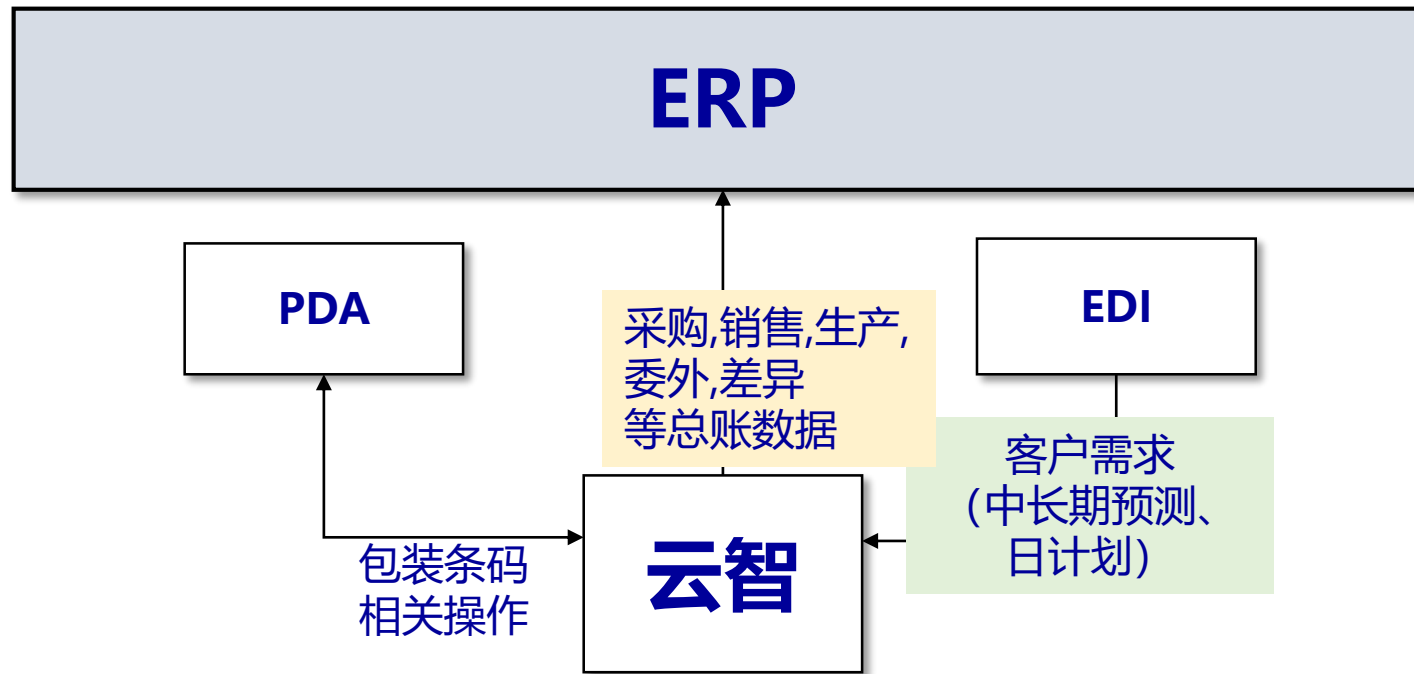 ERP
PDA
采购,销售,生产,
委外,差异
等总账数据
EDI
客户需求
(中长期预测、
日计划)
包装条码
相关操作
云智